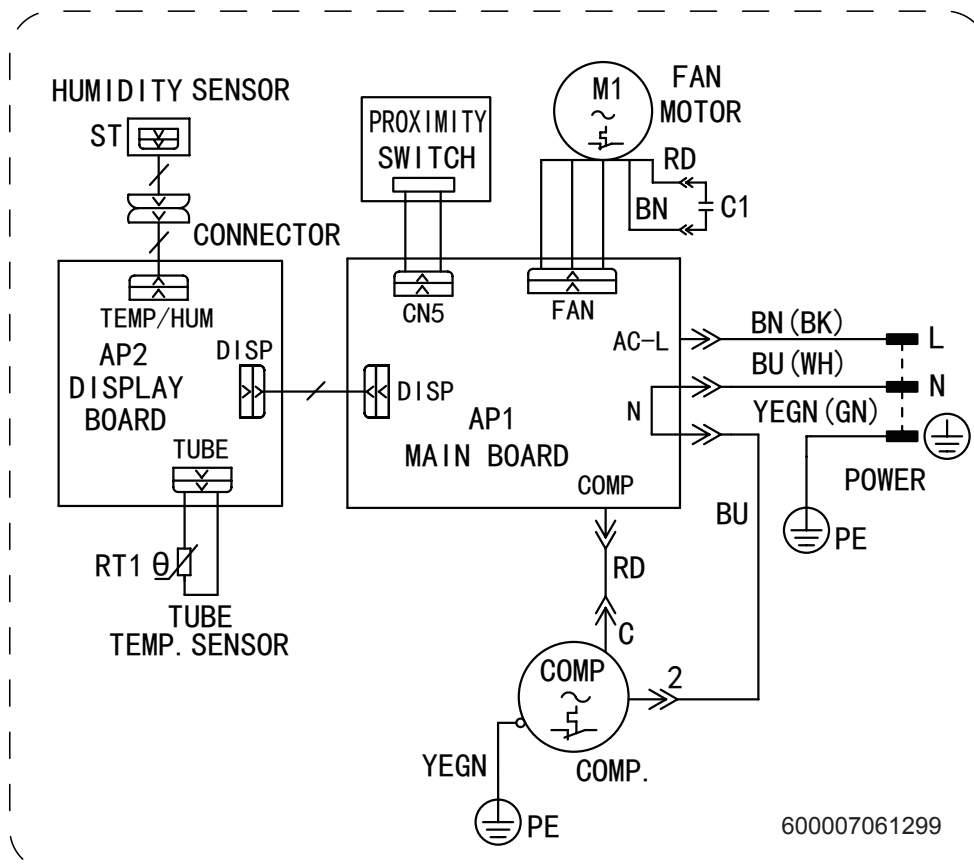 HUMIDITY SENSOR
ST
CONNECTOR
TEMP/HUM
AP2
DISPLAY
BOARD
DISP
TUBE
RT1 θ
TUBE
TEMP. SENSOR
PROXIMITY
SWITCH
CN5
DISP
AP1
MAIN BOARD
FAN
AC-L
N
COMP
M1
FAN
MOTOR
RD
BN
C1
BN(BK)
L
BU(WH)
N
YEGN(GN)
POWER
PE
BU
RD
C
COMP
2
COMP.
YEGN
PE
600007061299